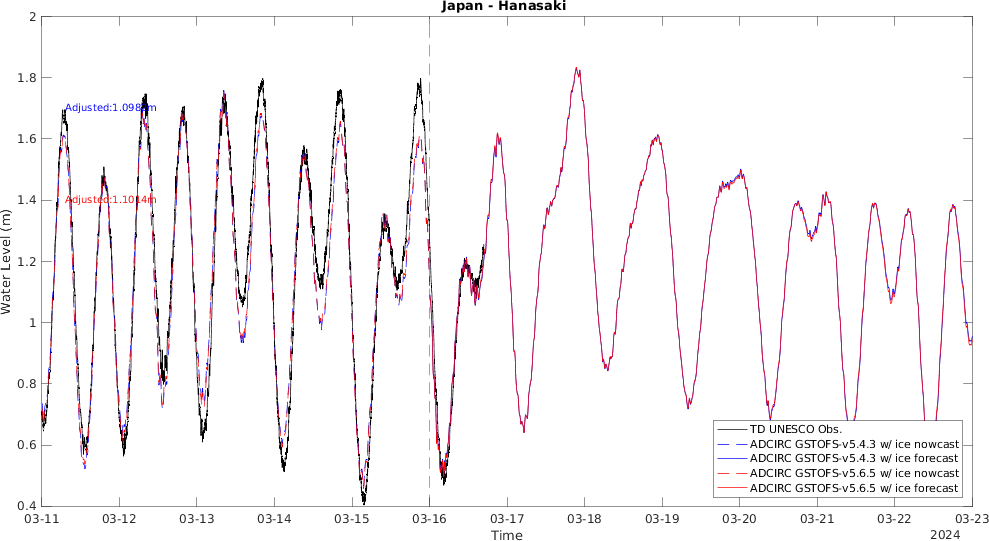 Japan - Hanasaki
2
1.8
1.6
1.4
1.2
1
0.8
0.6
0.4
Water Level (m)
Adjusted:1.1014m
TD UNESCO Obs.
ADCIRC GSTOFS-v5.4.3 w/ ice nowcast
ADCIRC GSTOFS-v5.4.3 w/ ice forecast
ADCIRC GSTOFS-v5.6.5 w/ ice nowcast
ADCIRC GSTOFS-v5.6.5 w/ ice forecast
03-11 03-12 03-13 03-14 03-15 03-16 03-17 03-18 03-19 03-20 03-21 03-22 03-23
Time
2024